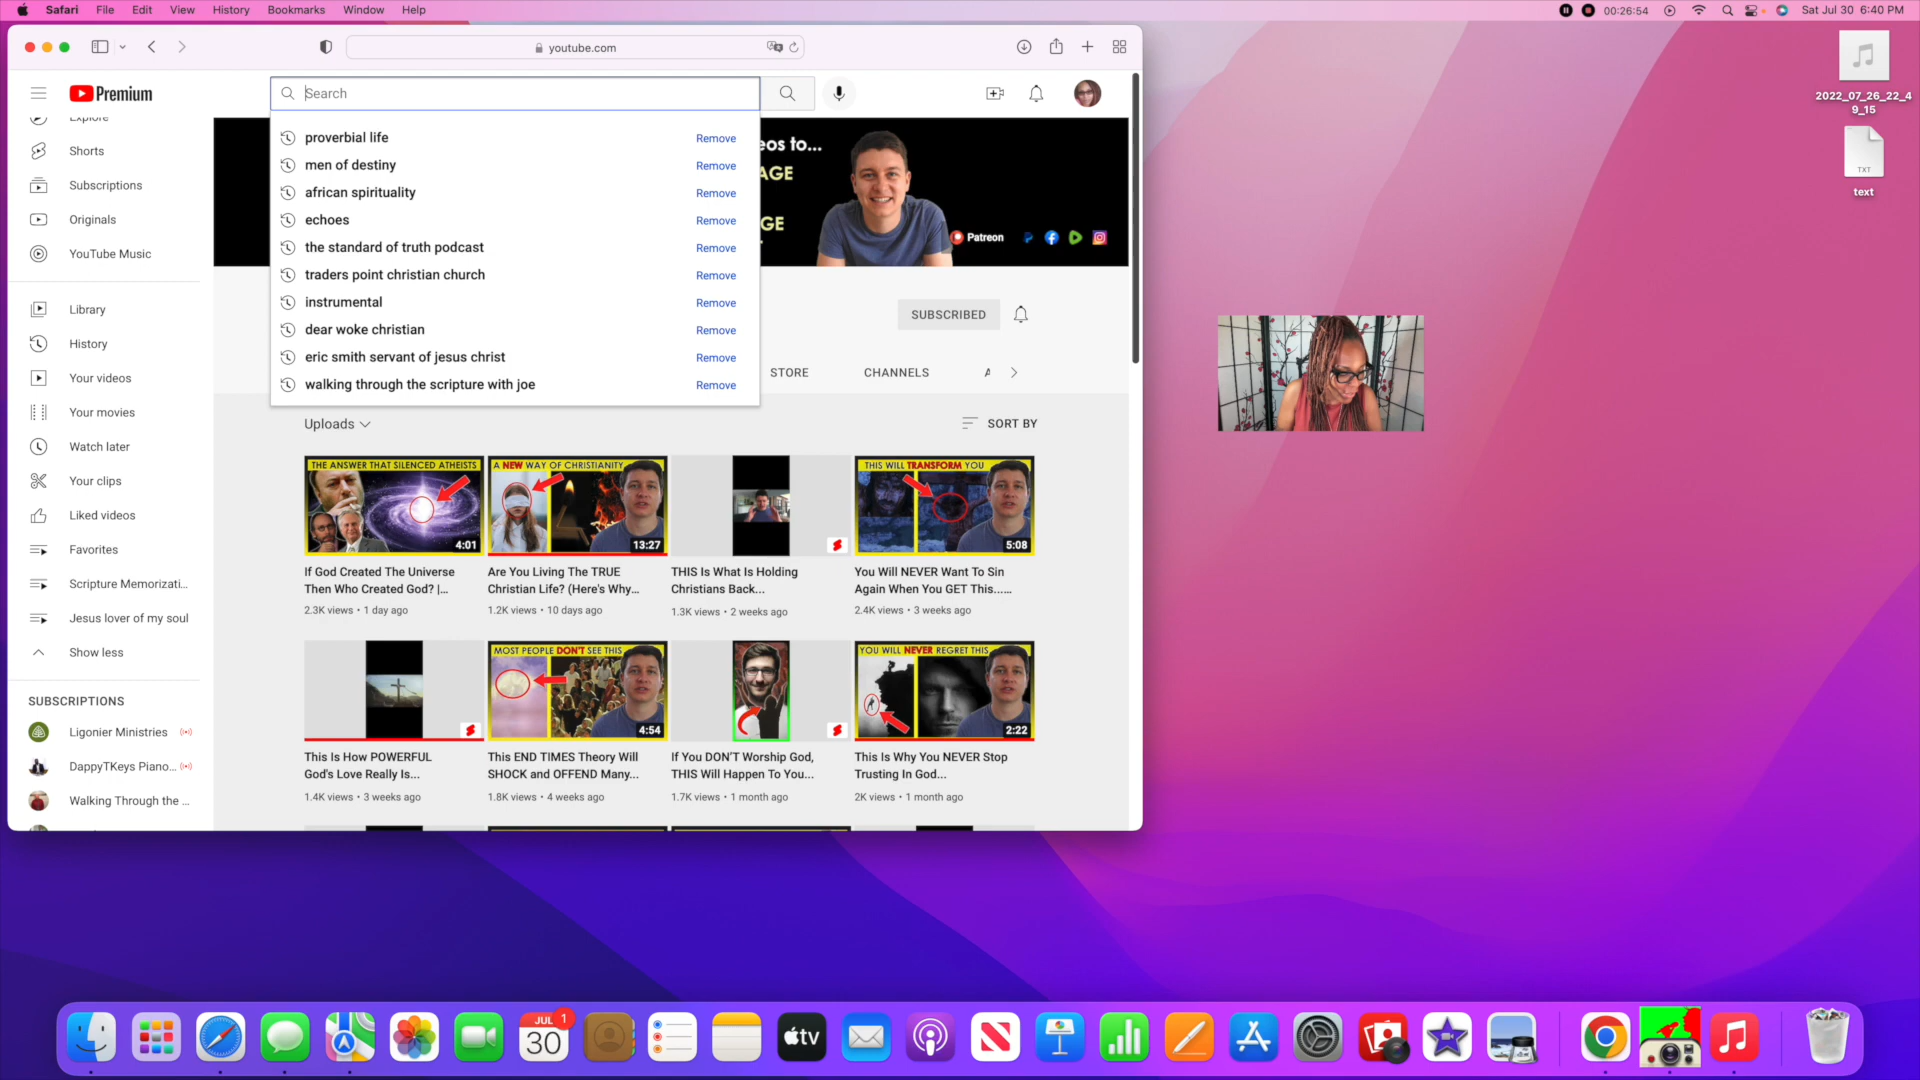 Safari File Edit View History Bookmarks Window Help
00:26:54 Sat Jul 30 6:40 PM
youtube.com
Premium
Search
proverbial life Remove
men of destiny Remove
african spirituality Remove
echoes Remove
the standard of truth podcast Remove
traders point christian church Remove
instrumental Remove
dear woke christian Remove
eric smith servant of jesus christ Remove
walking through the scripture with joe Remove
Explore
Shorts
Subscriptions
Originals
YouTube Music
Library
History
Your videos
Your movies
Watch later
Your clips
Liked videos
Favorites
Scripture Memorizati...
Jesus lover of my soul
Show less
SUBSCRIPTIONS
Ligonier Ministries
DappyTKeys Piano...
Walking Through the ...
eos to...
AGE
GE
Patreon
SUBSCRIBED
STORE CHANNELS A
Uploads SORT BY
THE ANSWER THAT SILENCED ATHEISTS
4:01
If God Created The Universe
Then Who Created God? |...
2.3K views • 1 day ago
A NEW WAY OF CHRISTIANITY
13:27
Are You Living The TRUE
Christian Life? (Here's Why...
1.2K views • 10 days ago
THIS Is What Is Holding
Christians Back...
1.3K views • 2 weeks ago
THIS WILL TRANSFORM YOU
5:08
You Will NEVER Want To Sin
Again When You GET This......
2.4K views • 3 weeks ago
This Is How POWERFUL
God's Love Really Is...
1.4K views • 3 weeks ago
MOST PEOPLE DON'T SEE THIS
4:54
This END TIMES Theory Will
SHOCK and OFFEND Many...
1.8K views • 4 weeks ago
If You DON'T Worship God,
THIS Will Happen To You...
1.7K views • 1 month ago
YOU WILL NEVER REGRET THIS
2:22
This Is Why You NEVER Stop
Trusting In God...
2K views • 1 month ago
2022_07_26_22_4
9_15
TXT
text
JUL 1
30
tv